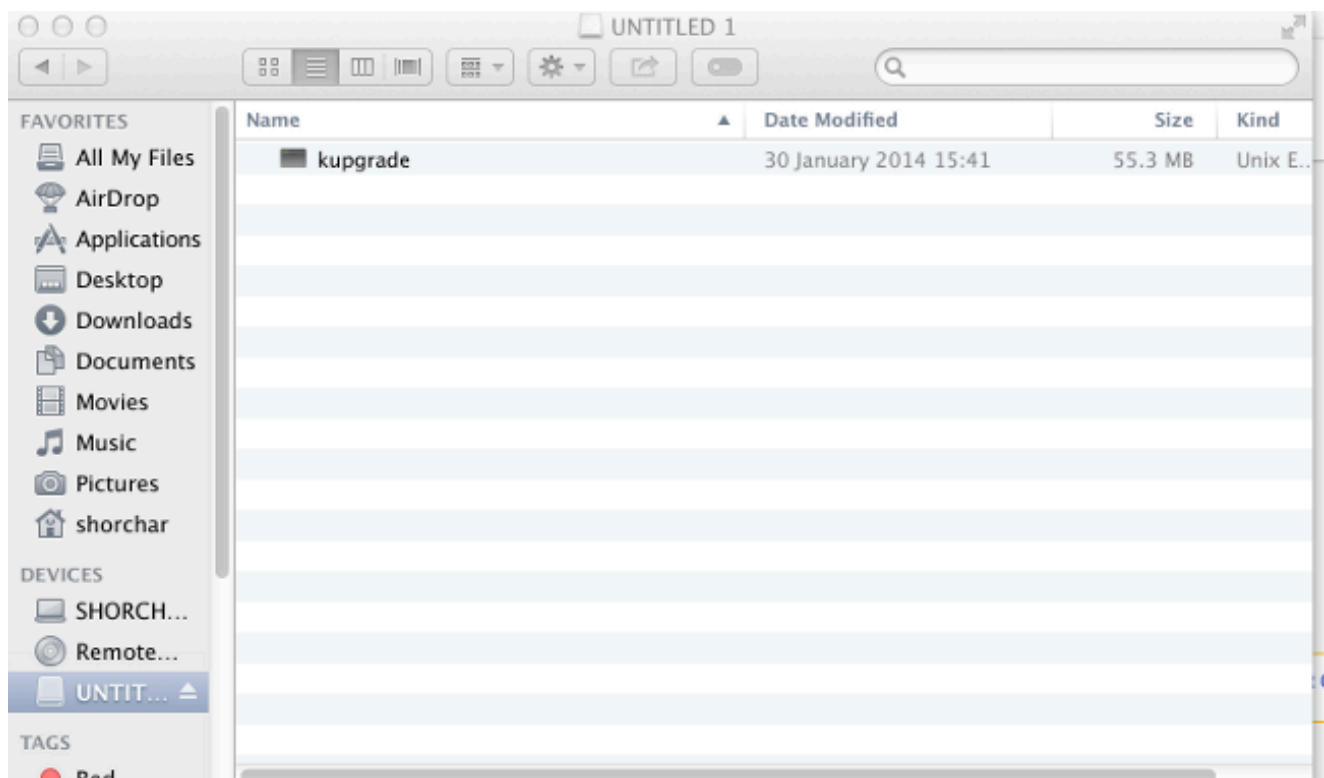 UNTITLED 1
FAVORITES
All My Files
AirDrop
Applications
Desktop
Downloads
Documents
Movies
Music
Pictures
shorchar
DEVICES
SHORCH...
Remote...
UNTIT...
TAGS
Red
Name Date Modified Size Kind
kupgrade 30 January 2014 15:41 55.3 MB Unix E...